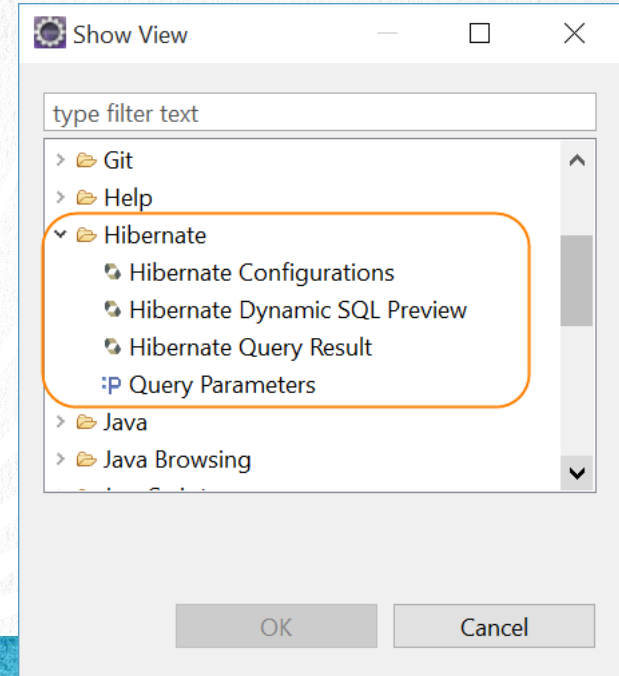 Show View
type filter text
Git
Help
Hibernate
Hibernate Configurations
Hibernate Dynamic SQL Preview
Hibernate Query Result
:P Query Parameters
Java
Java Browsing
OK
Cancel